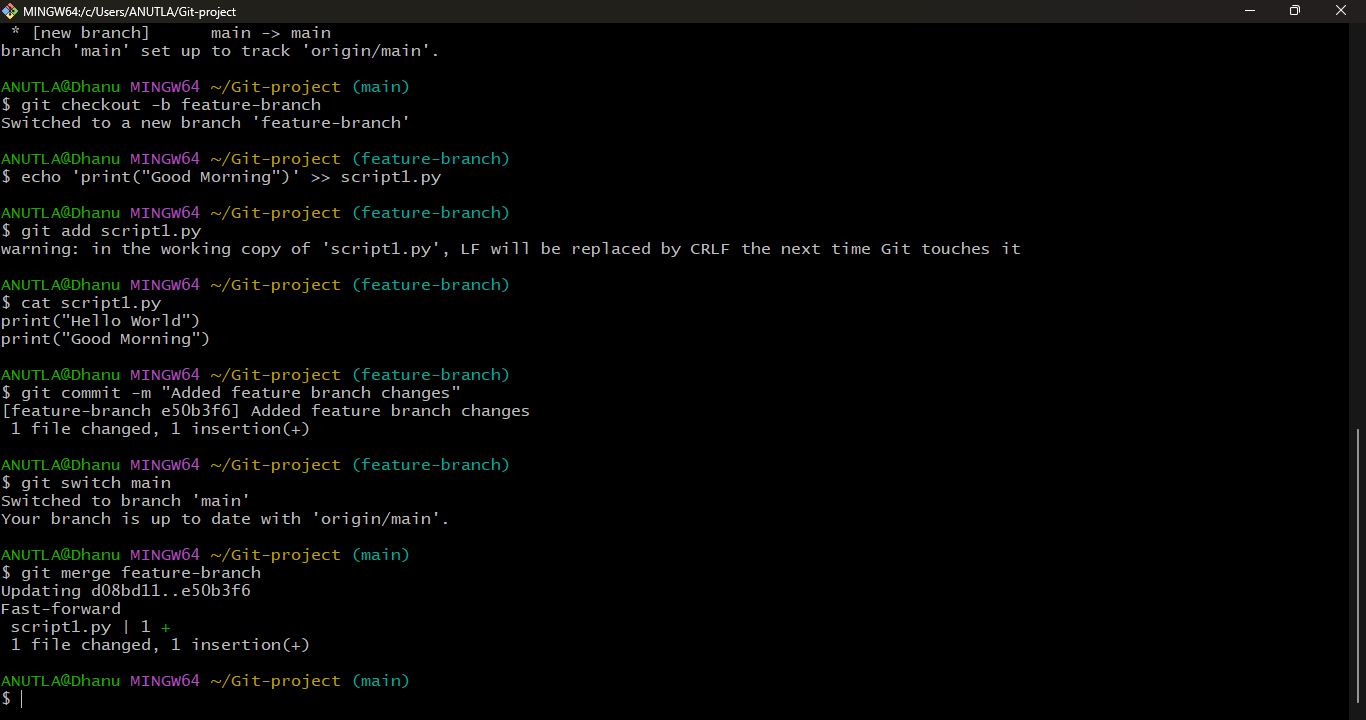 MINGW64:/c/Users/ANUTLA/Git-project
 * [new branch]      main -> main
branch 'main' set up to track 'origin/main'.
ANUTLA@Dhanu MINGW64 ~/Git-project (main)
$ git checkout -b feature-branch
Switched to a new branch 'feature-branch'
ANUTLA@Dhanu MINGW64 ~/Git-project (feature-branch)
$ echo 'print("Good Morning")' >> script1.py
ANUTLA@Dhanu MINGW64 ~/Git-project (feature-branch)
$ git add script1.py
warning: in the working copy of 'script1.py', LF will be replaced by CRLF the next time Git touches it
ANUTLA@Dhanu MINGW64 ~/Git-project (feature-branch)
$ cat script1.py
print("Hello World")
print("Good Morning")
ANUTLA@Dhanu MINGW64 ~/Git-project (feature-branch)
$ git commit -m "Added feature branch changes"
[feature-branch e50b3f6] Added feature branch changes
 1 file changed, 1 insertion(+)
ANUTLA@Dhanu MINGW64 ~/Git-project (feature-branch)
$ git switch main
Switched to branch 'main'
Your branch is up to date with 'origin/main'.
ANUTLA@Dhanu MINGW64 ~/Git-project (main)
$ git merge feature-branch
Updating d08bd11..e50b3f6
Fast-forward
 script1.py | 1 +
 1 file changed, 1 insertion(+)
ANUTLA@Dhanu MINGW64 ~/Git-project (main)
$